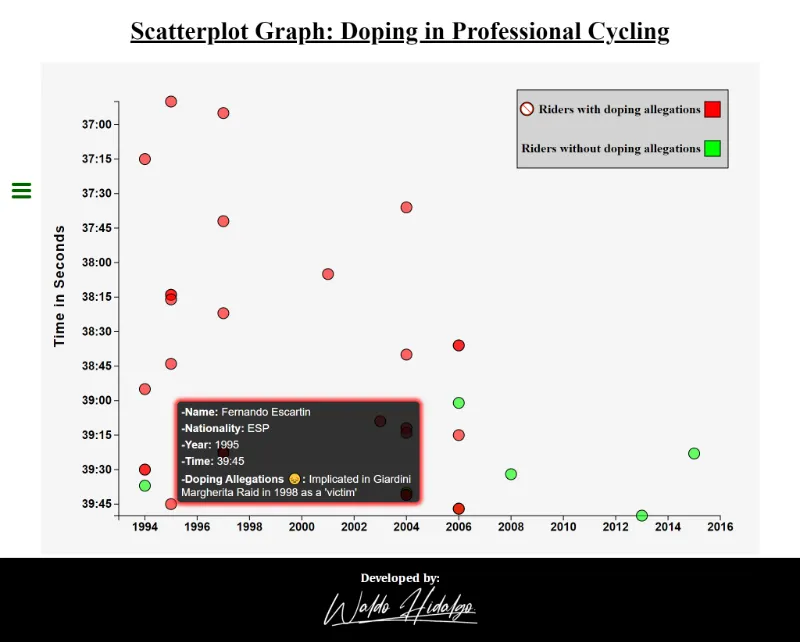 Scatterplot Graph: Doping in Professional Cycling
Riders with doping allegations
Riders without doping allegations
Time in Seconds
37:00
37:15
37:30
37:45
38:00
38:15
38:30
38:45
39:00
39:15
39:30
39:45
-Name: Fernando Escartin
-Nationality: ESP
-Year: 1995
-Time: 39:45
-Doping Allegations 😞: Implicated in Giardini
Margherita Raid in 1998 as a 'victim'
1994 1996 1998 2000 2002 2004 2006 2008 2010 2012 2014 2016
Developed by:
Waldo Hidalgo